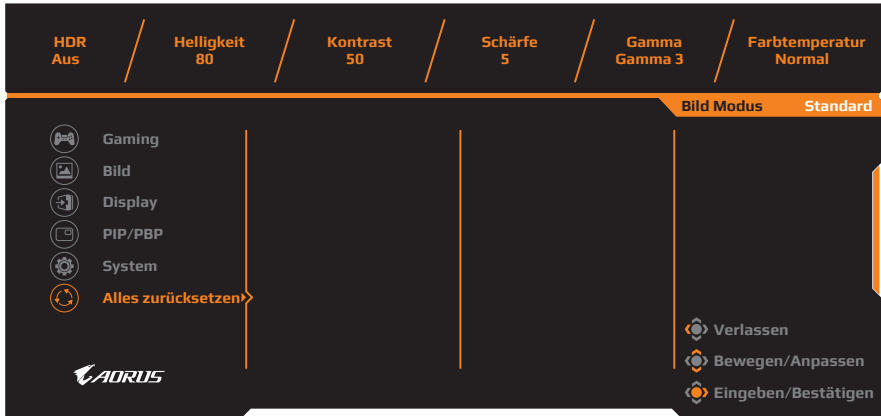 HDR
Aus
Helligkeit
80
Kontrast
50
Schärfe
5
Gamma
Gamma 3
Farbtemperatur
Normal
Bild Modus Standard
Gaming
Bild
Display
PIP/PBP
System
Alles zurücksetzen
Verlassen
Bewegen/Anpassen
Eingeben/Bestätigen
AORUS